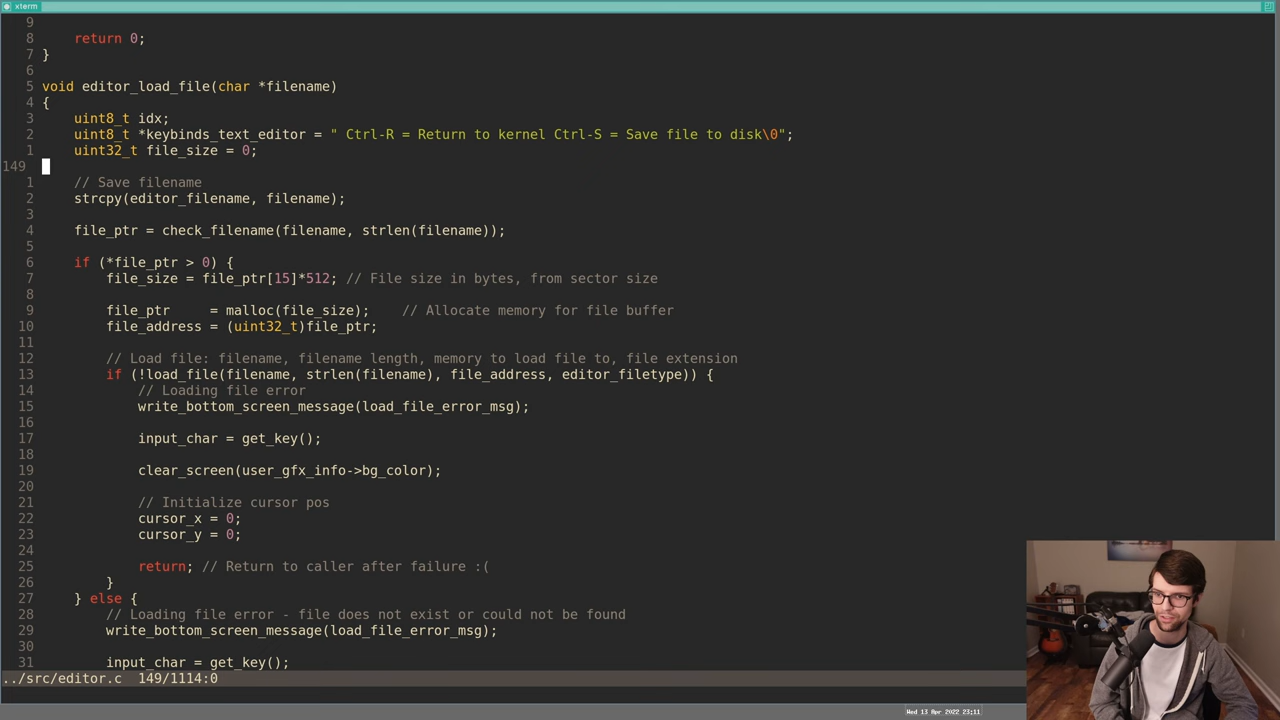 xterm
9
8 return 0;
7 }
6
5 void editor_load_file(char *filename)
4 {
3 uint8_t idx;
2 uint8_t *keybinds_text_editor = " Ctrl-R = Return to kernel Ctrl-S = Save file to disk\0";
1 uint32_t file_size = 0;
149
1 // Save filename
2 strcpy(editor_filename, filename);
3
4 file_ptr = check_filename(filename, strlen(filename));
5
6 if (*file_ptr > 0) {
7 file_size = file_ptr[15]*512; // File size in bytes, from sector size
8
9 file_ptr     = malloc(file_size);    // Allocate memory for file buffer
10 file_address = (uint32_t)file_ptr;
11
12 // Load file: filename, filename length, memory to load file to, file extension
13 if (!load_file(filename, strlen(filename), file_address, editor_filetype)) {
14 // Loading file error
15 write_bottom_screen_message(load_file_error_msg);
16
17 input_char = get_key();
18
19 clear_screen(user_gfx_info->bg_color);
20
21 // Initialize cursor pos
22 cursor_x = 0;
23 cursor_y = 0;
24
25 return; // Return to caller after failure :(
26 }
27 } else {
28 // Loading file error - file does not exist or could not be found
29 write_bottom_screen_message(load_file_error_msg);
30
31 input_char = get_key();
../src/editor.c  149/1114:0
Wed 13 Apr 2022 23:11